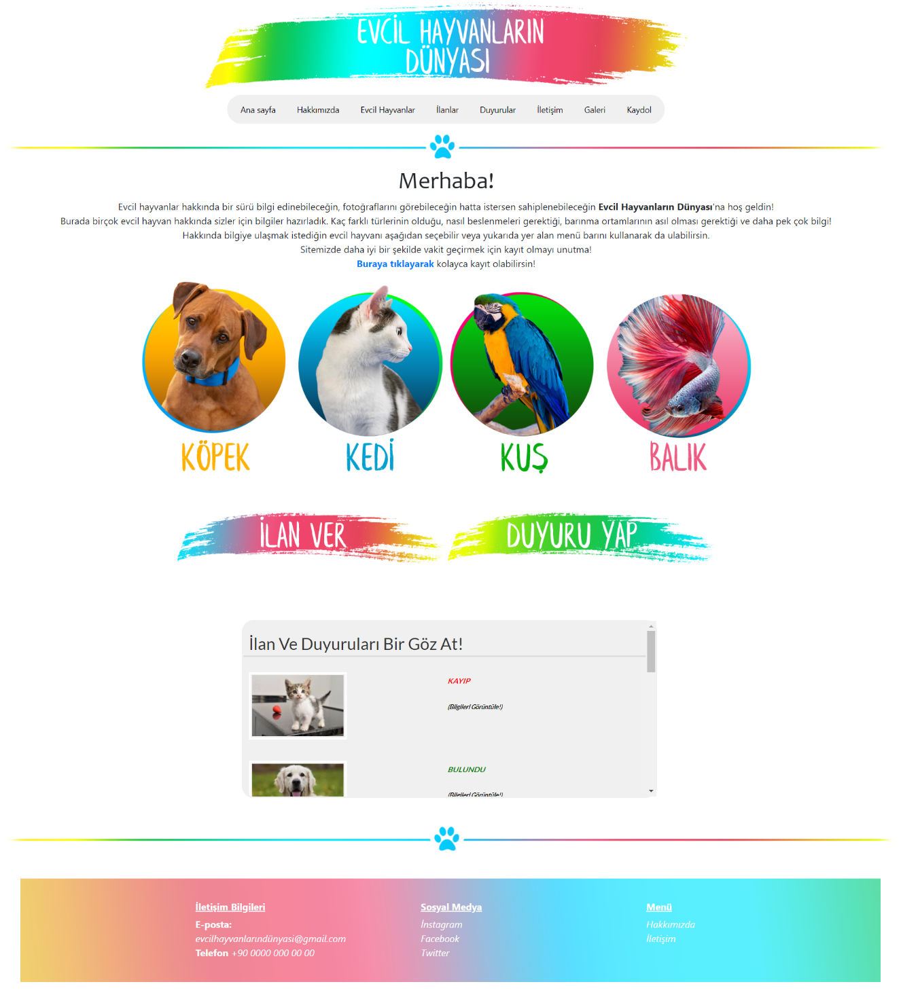 EVCİL HAYVANLARIN
DÜNYASI
Ana sayfa Hakkımızda Evcil Hayvanlar İlanlar Duyurular İletişim Galeri Kaydol
Merhaba!
Evcil hayvanlar hakkında bir sürü bilgi edinebileceğin, fotoğraflarını görebileceğin hatta istersen sahiplenebileceğin Evcil Hayvanların Dünyası'na hoş geldin!
Burada birçok evcil hayvan hakkında sizler için bilgiler hazırladık. Kaç farklı türlerinin olduğu, nasıl beslenmeleri gerektiği, barınma ortamlarının asıl olması gerektiği ve daha pek çok bilgi!
Hakkında bilgiye ulaşmak istediğin evcil hayvanı aşağıdan seçebilir veya yukarıda yer alan menü barını kullanarak da ulabilirsin.
Sitemizde daha iyi bir şekilde vakit geçirmek için kayıt olmayı unutma!
Buraya tıklayarak kolayca kayıt olabilirsin!
KÖPEK KEDİ KUŞ BALIK
İLAN VER DUYURU YAP
İlan Ve Duyuruları Bir Göz At!
KAYIP
(Bilgileri Görüntüle!)
BULUNDU
(Bilgileri Görüntüle!)
İletişim Bilgileri
E-posta:
evcilhayvanlarındünyasi@gmail.com
Telefon +90 0000 000 00 00
Sosyal Medya
İnstagram
Facebook
Twitter
Menü
Hakkımızda
İletişim